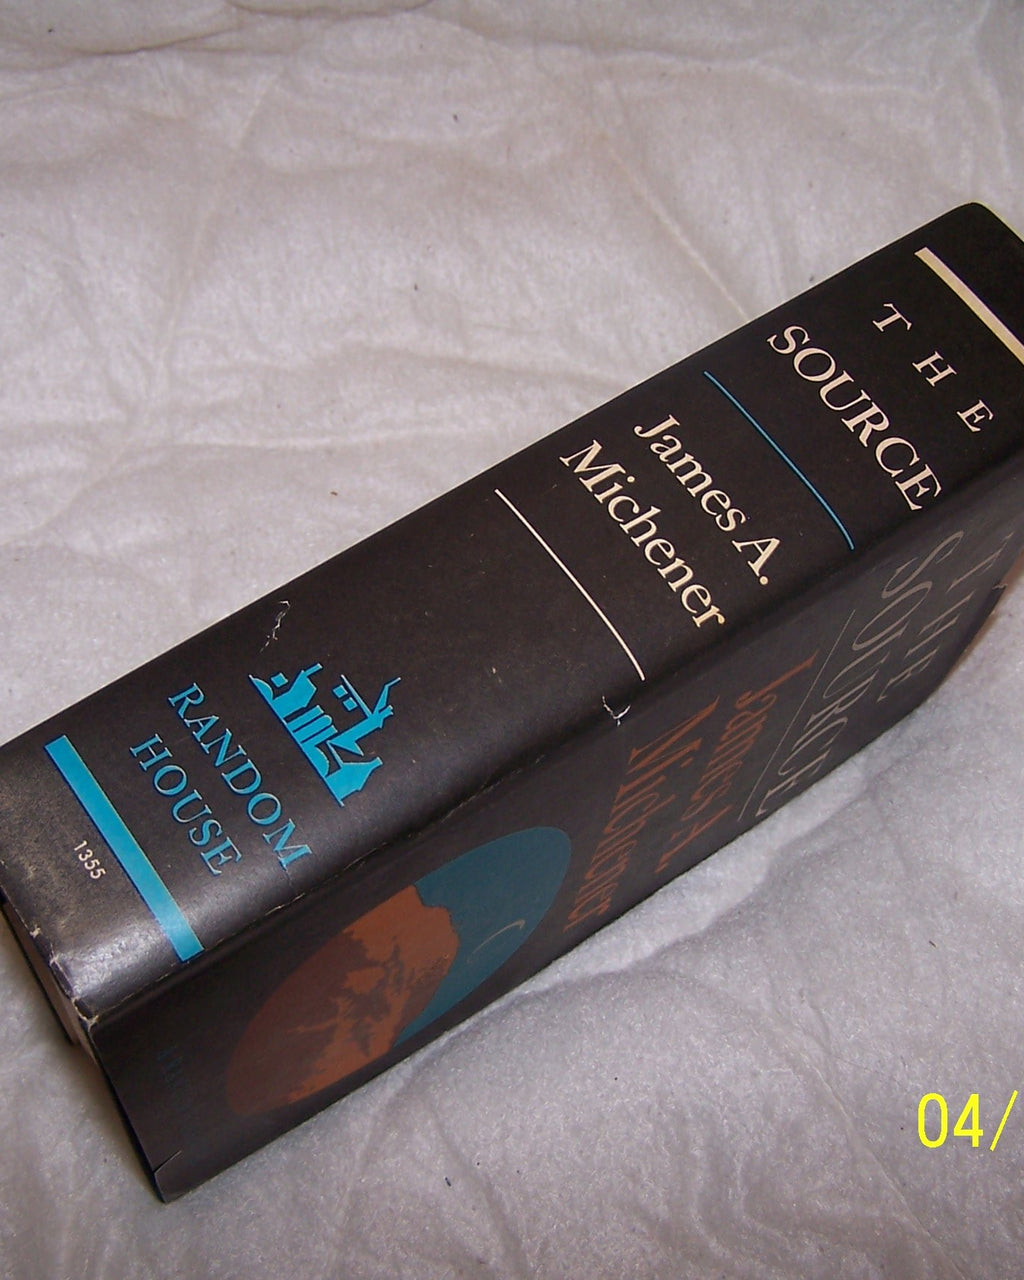 THE
SOURCE
James A.
Michener
RANDOM
HOUSE
1355
THE
SOURCE
James A.
Michener
04/